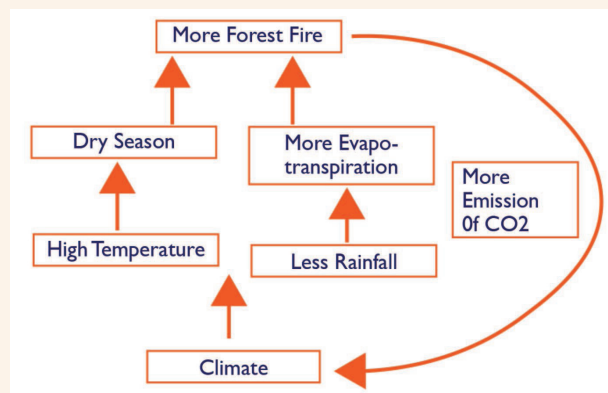 More Forest Fire
Dry Season
More Evapo-
transpiration
More
Emission
0f CO2
High Temperature
Less Rainfall
Climate